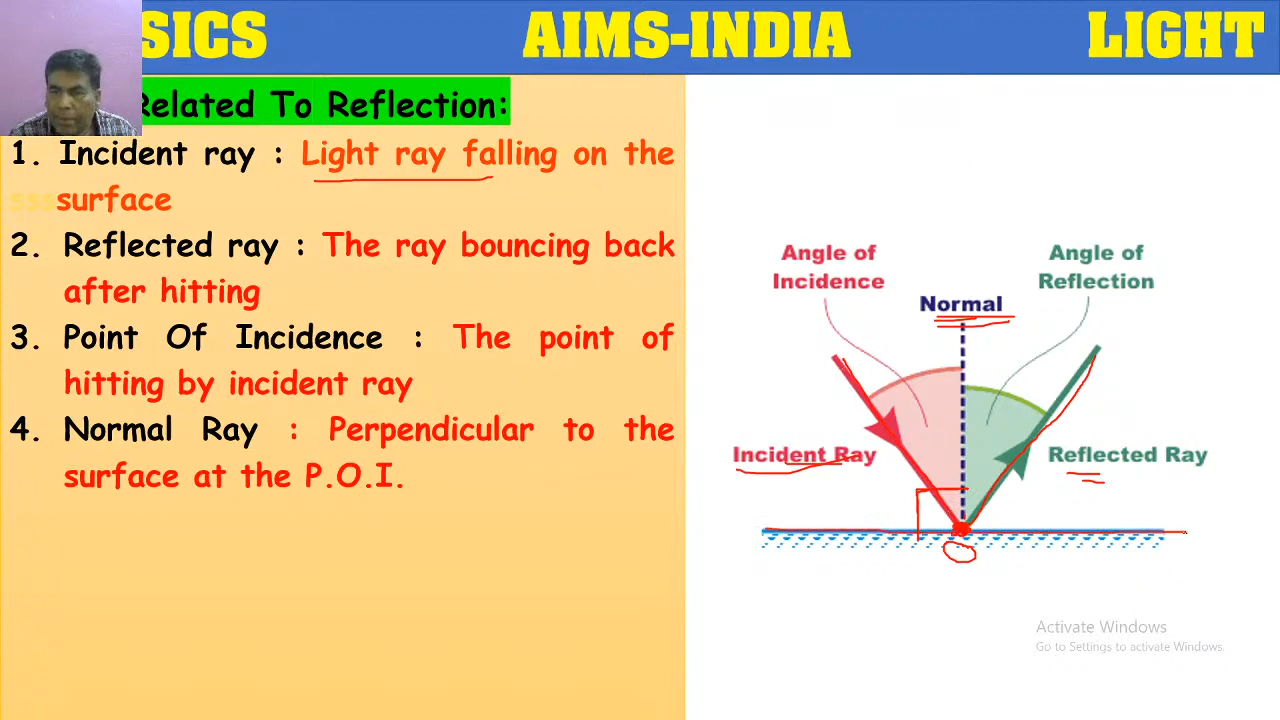 SICS AIMS-INDIA LIGHT
Related To Reflection:
1. Incident ray : Light ray falling on the
ssssurface
2. Reflected ray : The ray bouncing back
after hitting
3. Point Of Incidence : The point of
hitting by incident ray
4. Normal Ray : Perpendicular to the
surface at the P.O.I.
Angle of
Incidence
Angle of
Reflection
Normal
Incident Ray
Reflected Ray
Activate Windows
Go to Settings to activate Windows.